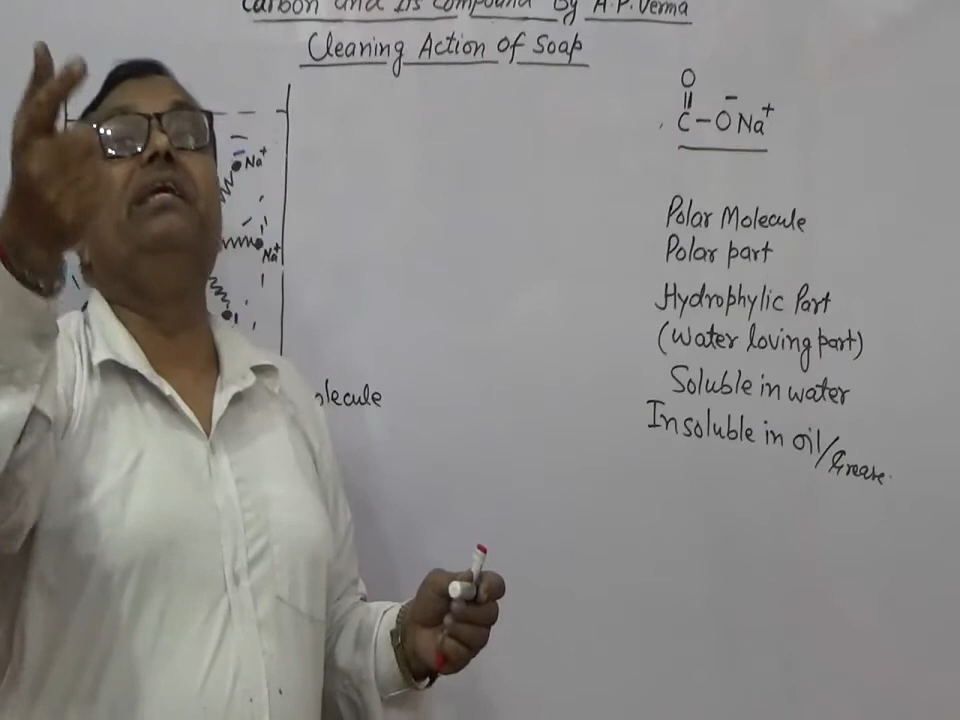 Carbon and Its Compound By A.P. Verma
Cleaning Action Of Soap
O
||
C – O⁻ Na⁺
Na⁺
Na⁺
Polar Molecule
Polar part
Hydrophylic Part
(Water loving part)
Soluble in water
Insoluble in oil/Grease
olecule